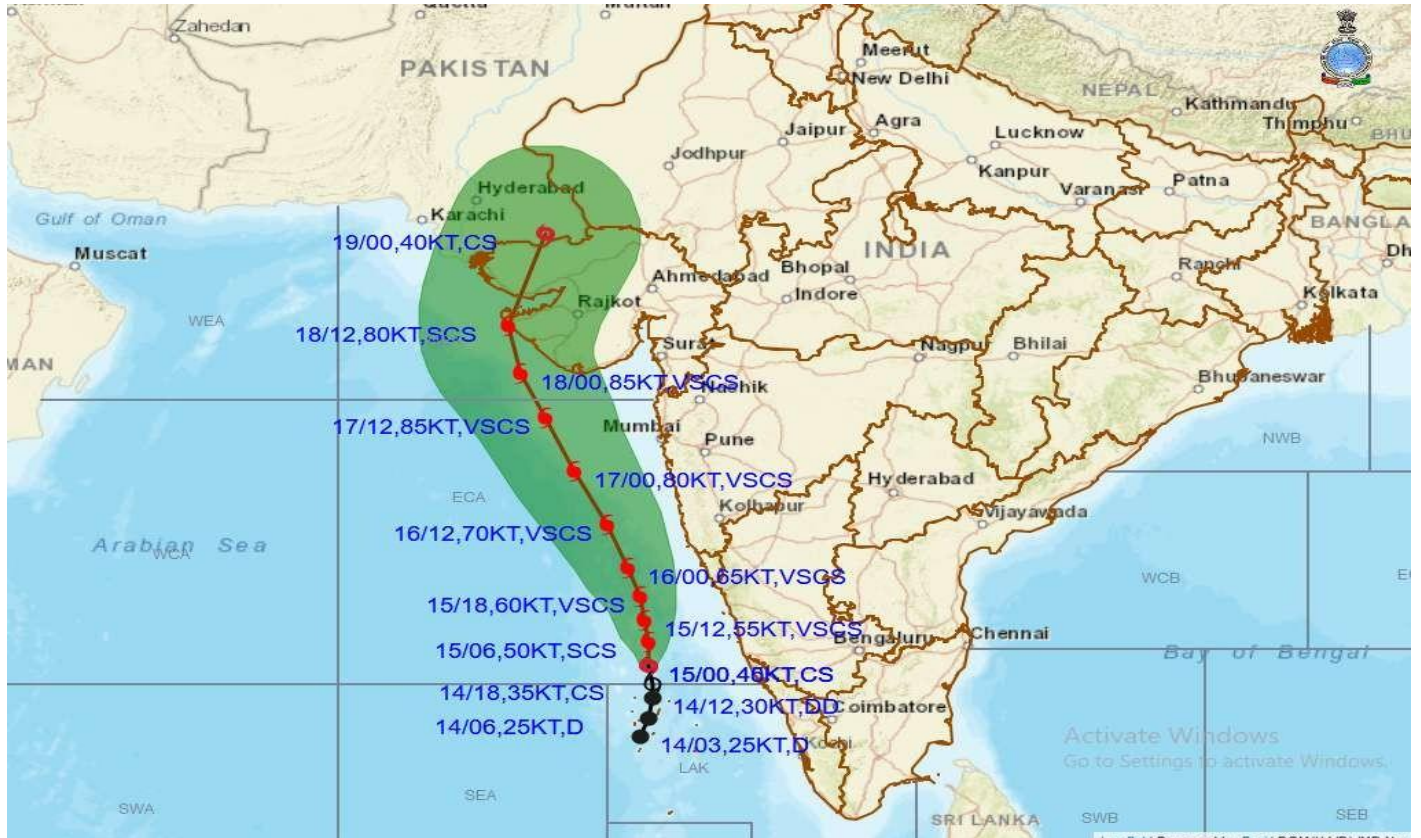 Zahedan
Meerut
PAKISTAN
New Delhi
NEPAL
Kathmandu
Thimphu
Agra
Jaipur
Lucknow
Jodhpur
Kanpur
Hyderabad
Varanasi
Patna
Gulf of Oman
Karachi
BANGLA
19/00,40KT,CS
INDIA
Muscat
Ahmedabad
Bhopal
Ranchi
Dh
Rajkot
Indore
Kolkata
WEA
18/12,80KT,SCS
Surat
Nagpur
Bhilai
MAN
18/00,85KT,VSCS
Nashik
Bhubaneswar
17/12,85KT,VSCS
Mumbai
Pune
NWB
17/00,80KT,VSCS
Hyderabad
ECA
Kolhapur
Vijayawada
16/12,70KT,VSCS
Arabian Sea
WCA
16/00,65KT,VSCS
WCB
15/18,60KT,VSCS
15/12,55KT,VSCS
Bengaluru
Chennai
15/06,50KT,SCS
Bay of Bengal
15/00,40KT,CS
14/18,35KT,CS
14/12,30KT,DD
Coimbatore
14/06,25KT,D
14/03,25KT,D
Kochi
Activate Windows
Go to Settings to activate Windows.
LAK
SEA
SWA
SRI LANKA
SWB
SEB